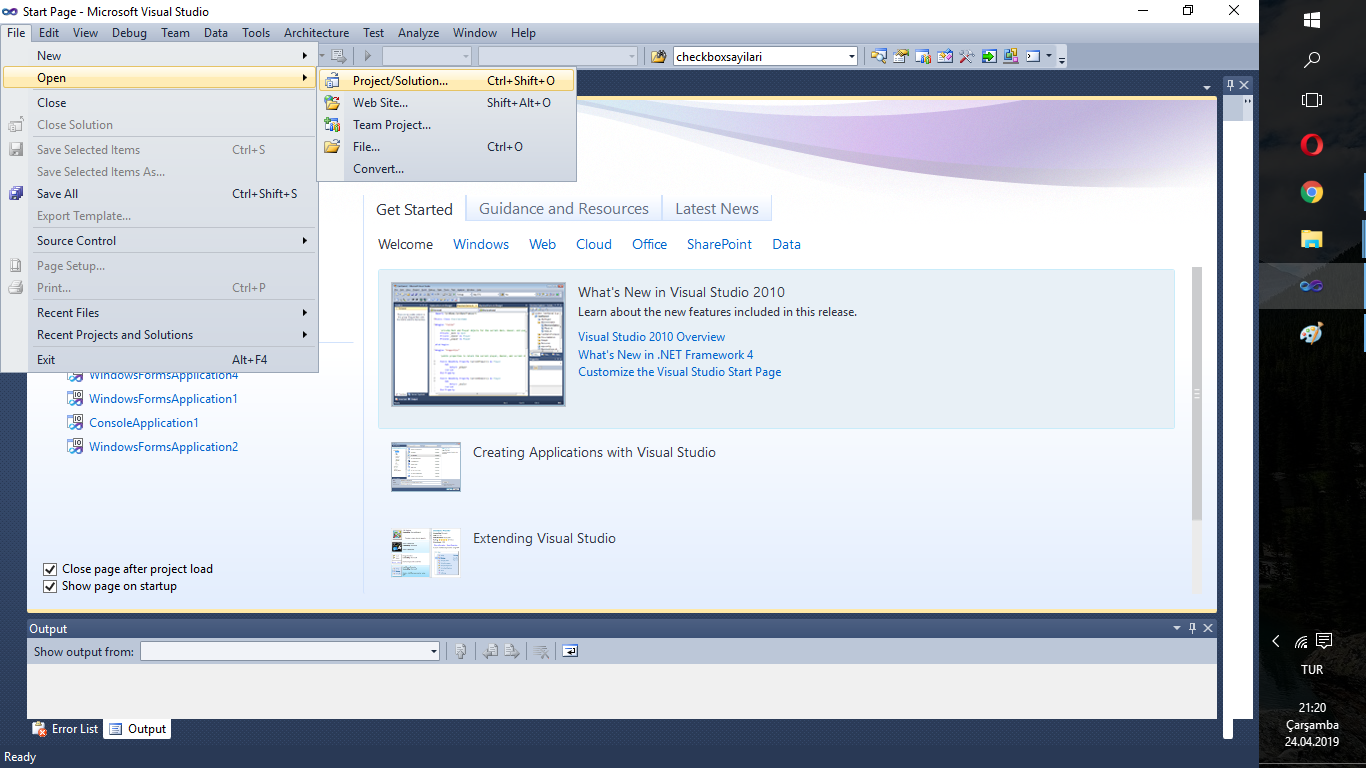 Start Page - Microsoft Visual Studio
File Edit View Debug Team Data Tools Architecture Test Analyze Window Help
checkboxsayilari
New
Open
Close
Close Solution
Save Selected Items Ctrl+S
Save Selected Items As...
Save All Ctrl+Shift+S
Export Template...
Source Control
Page Setup...
Print... Ctrl+P
Recent Files
Recent Projects and Solutions
Exit Alt+F4
Project/Solution... Ctrl+Shift+O
Web Site... Shift+Alt+O
Team Project...
File... Ctrl+O
Convert...
WindowsFormsApplication4
WindowsFormsApplication1
ConsoleApplication1
WindowsFormsApplication2
Close page after project load
Show page on startup
Get Started Guidance and Resources Latest News
Welcome Windows Web Cloud Office SharePoint Data
What's New in Visual Studio 2010
Learn about the new features included in this release.
Visual Studio 2010 Overview
What's New in .NET Framework 4
Customize the Visual Studio Start Page
Creating Applications with Visual Studio
Extending Visual Studio
Output
Show output from:
Error List Output
Ready
TUR
21:20
Çarşamba
24.04.2019